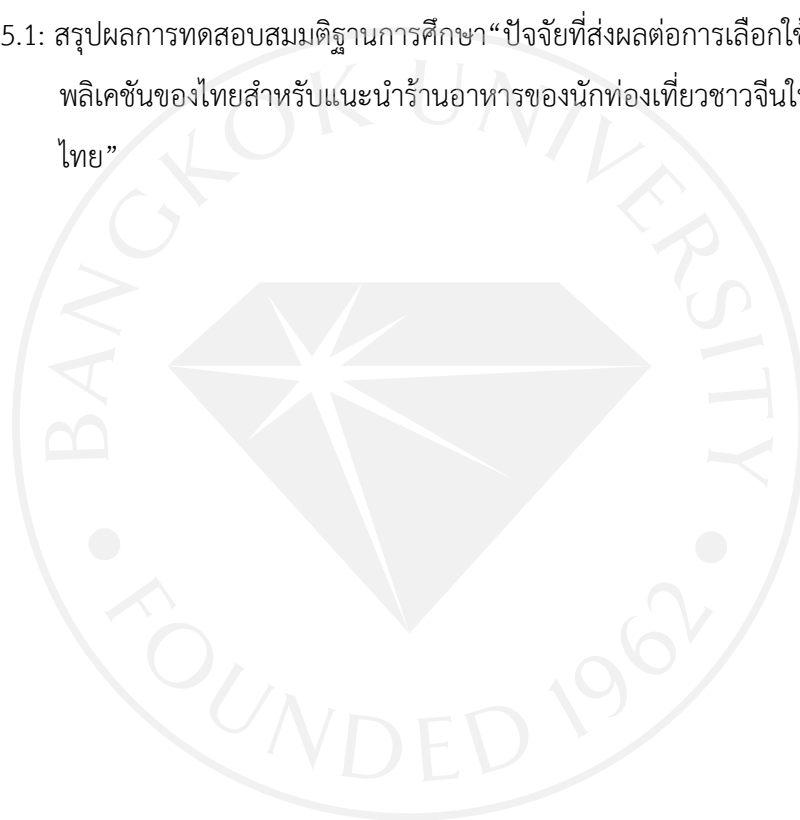 5.1: สรุปผลการทดสอบสมมติฐานการศึกษา“ปัจจัยที่ส่งผลต่อการเลือกใช้
พลิเคชันของไทยสำหรับแนะนำร้านอาหารของนักท่องเที่ยวชาวจีนใ
ไทย”
BANGKOK UNIVERSITY
• FOUNDED 1962 •